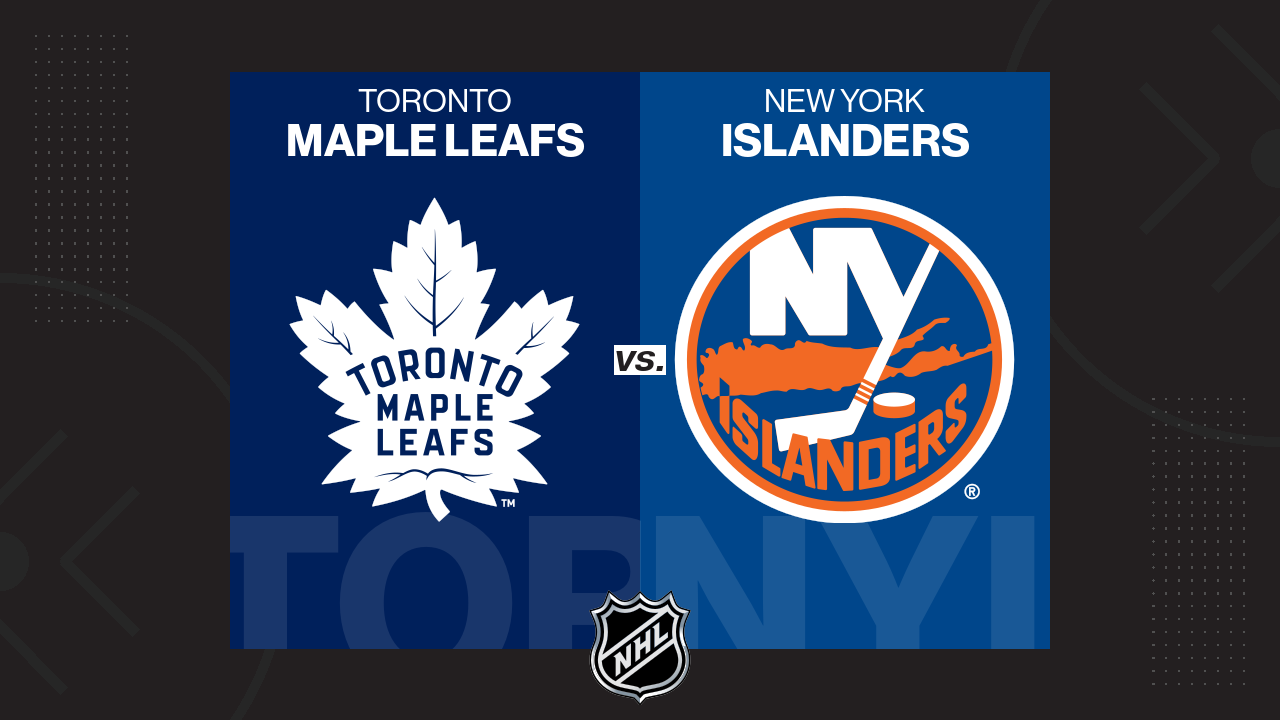 TORONTO
MAPLE LEAFS
NEW YORK
ISLANDERS
TORONTO
MAPLE
LEAFS
TM
vs.
NY
ISLANDERS
®
TOR
NYI
NHL